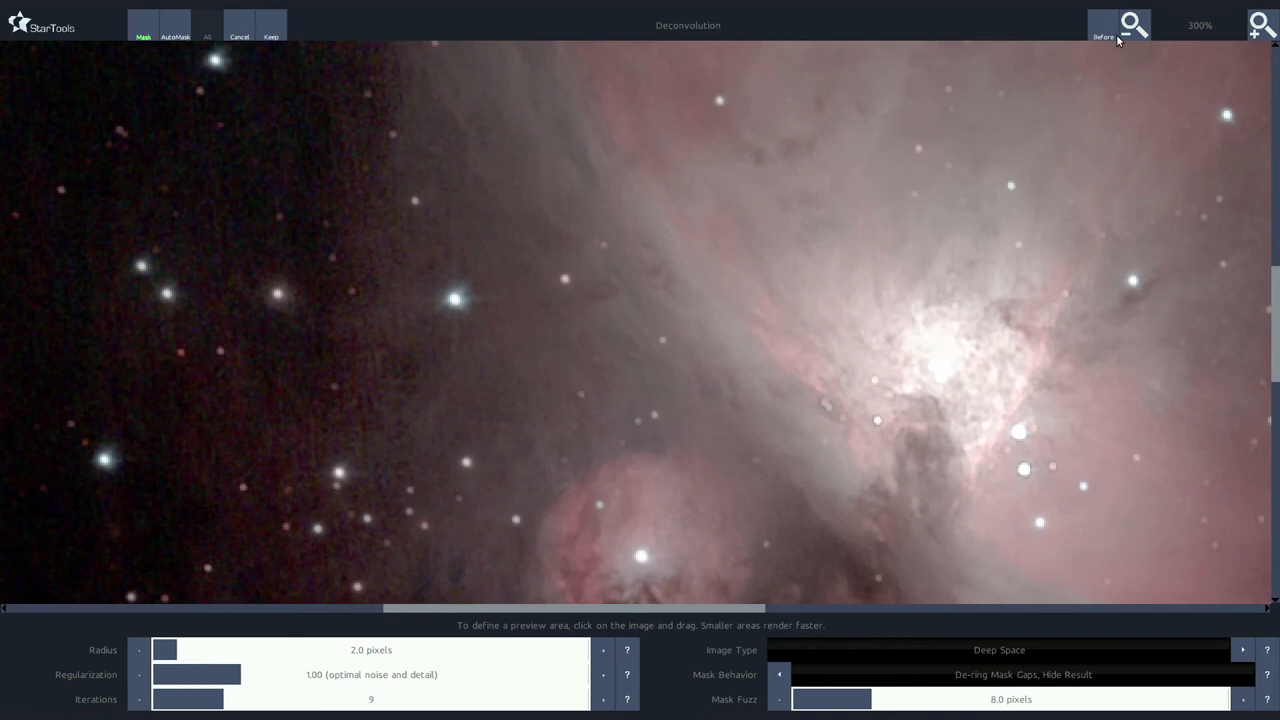 StarTools
Mask AutoMask All Cancel Keep
Deconvolution
Before 300%
To define a preview area, click on the image and drag. Smaller areas render faster.
Radius - 2.0 pixels + ?
Regularization - 1.00 (optimal noise and detail) + ?
Iterations - 9 + ?
Image Type Deep Space ?
Mask Behavior De-ring Mask Gaps, Hide Result ?
Mask Fuzz - 8.0 pixels + ?